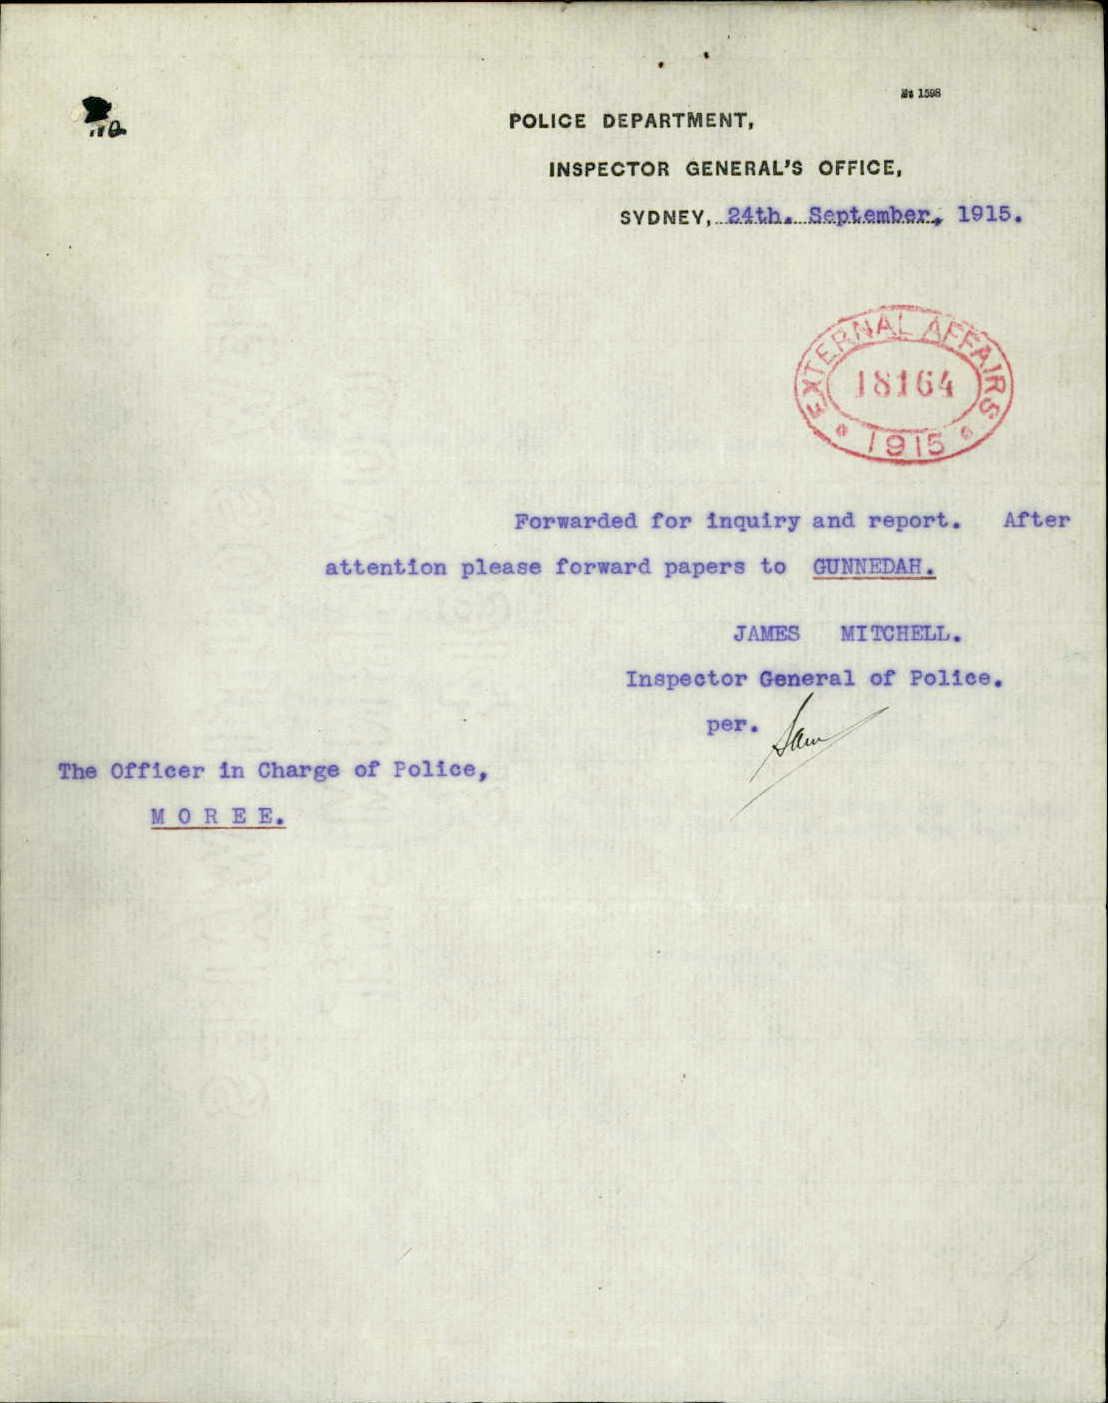 No 1598
POLICE DEPARTMENT,
INSPECTOR GENERAL'S OFFICE,
SYDNEY, 24th. September, 1915.
EXTERNAL AFFAIRS
18164
1915
Forwarded for inquiry and report. After
attention please forward papers to GUNNEDAH.
JAMES MITCHELL.
Inspector General of Police.
per.
The Officer in Charge of Police,
M O R E E.